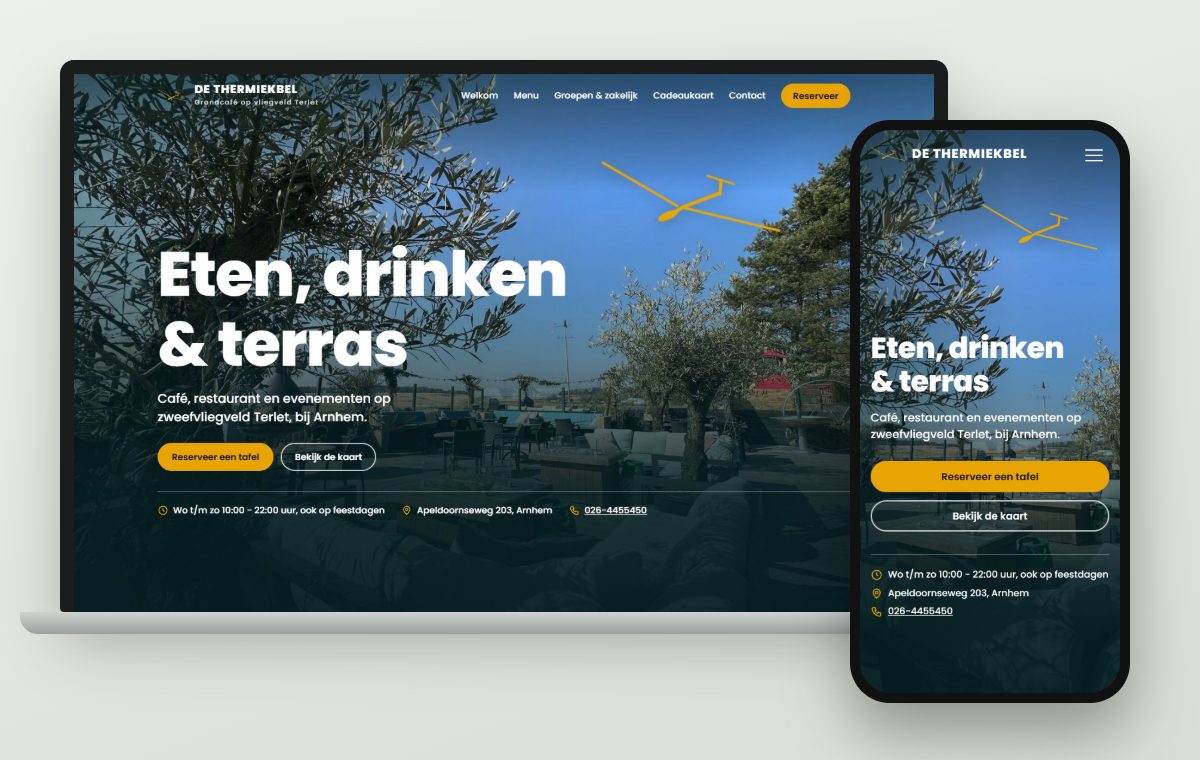 DE THERMIEKBEL
Grandcafé op vliegveld Terlet
Welkom Menu Groepen & zakelijk Cadeaukaart Contact Reserveer
Eten, drinken
& terras
Café, restaurant en evenementen op
zweefvliegveld Terlet, bij Arnhem.
Reserveer een tafel Bekijk de kaart
Wo t/m zo 10:00 - 22:00 uur, ook op feestdagen Apeldoornseweg 203, Arnhem 026-4455450
DE THERMIEKBEL
Eten, drinken
& terras
Café, restaurant en evenementen op
zweefvliegveld Terlet, bij Arnhem.
Reserveer een tafel
Bekijk de kaart
Wo t/m zo 10:00 - 22:00 uur, ook op feestdagen
Apeldoornseweg 203, Arnhem
026-4455450